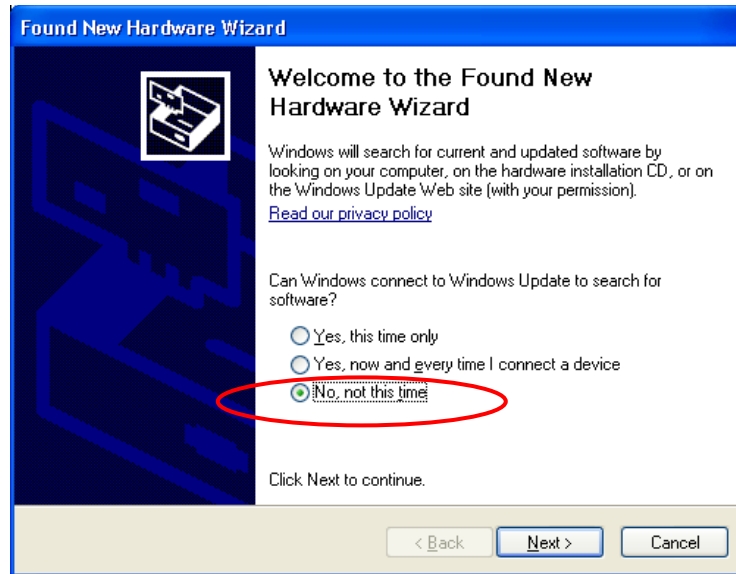 Found New Hardware Wizard
Welcome to the Found New
Hardware Wizard
Windows will search for current and updated software by
looking on your computer, on the hardware installation CD, or on
the Windows Update Web site (with your permission).
Read our privacy policy
Can Windows connect to Windows Update to search for
software?
Yes, this time only
Yes, now and every time I connect a device
No, not this time
Click Next to continue.
< Back
Next >
Cancel